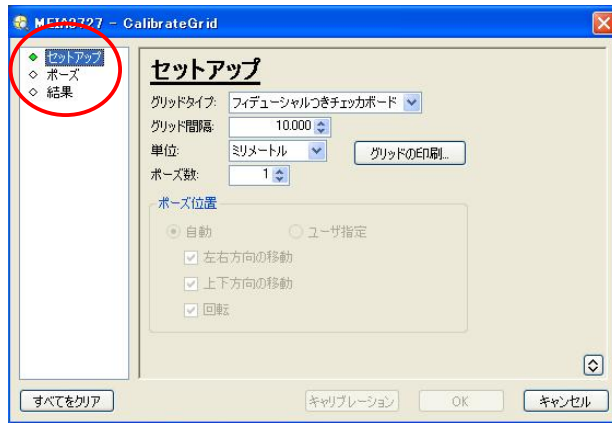 MEIA3727 - CalibrateGrid
セットアップ
ポーズ
結果
セットアップ
グリッドタイプ: フィデューシャルつきチェッカボード
グリッド間隔: 10.000
単位: ミリメートル グリッドの印刷...
ポーズ数: 1
ポーズ位置
自動 ユーザ指定
左右方向の移動
上下方向の移動
回転
すべてをクリア キャリブレーション OK キャンセル